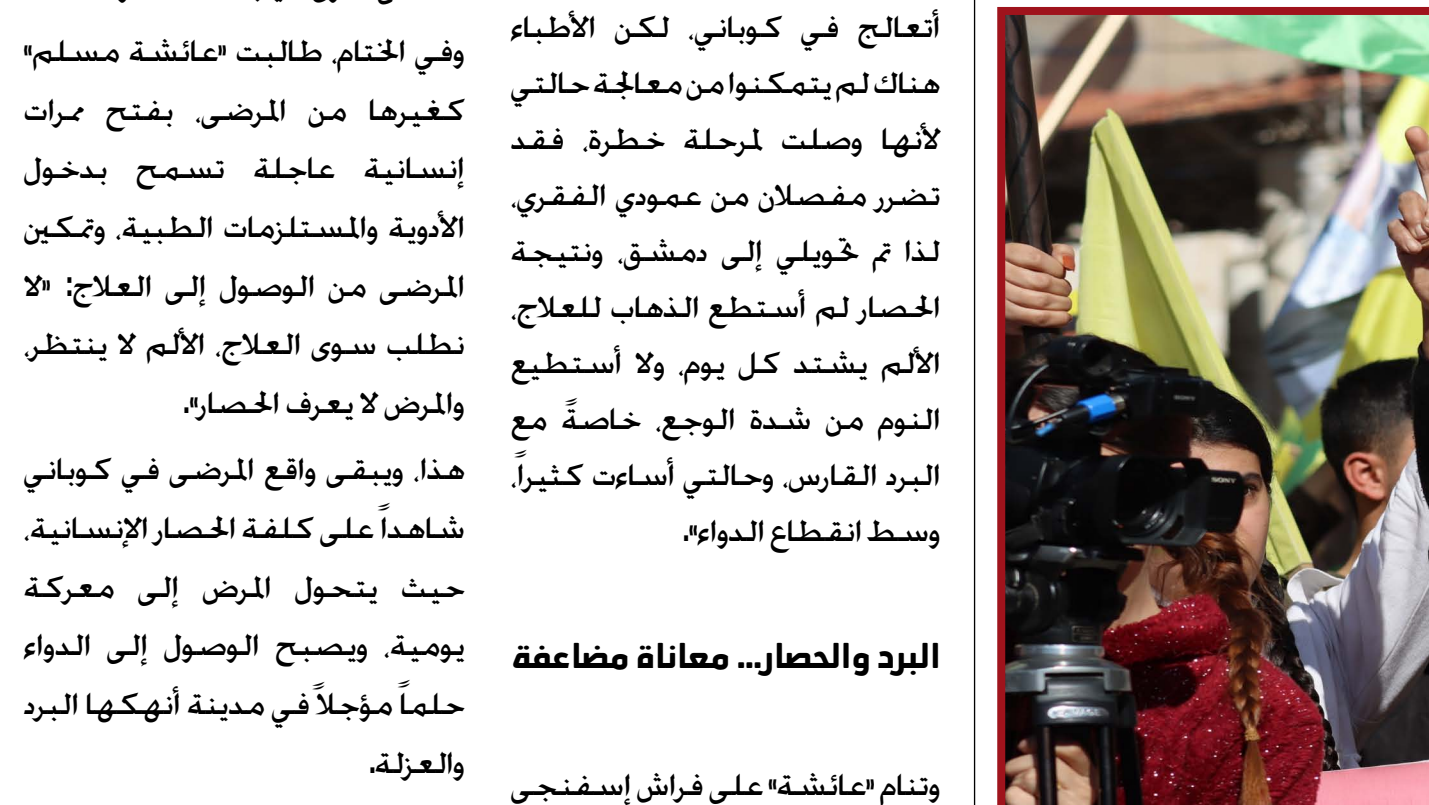 أتعالج في كوباني، لكن الأطباء
هناك لم يتمكنوا من معالجة حالتي
لأنها وصلت لمرحلة خطرة، فقد
تضرر مفصلان من عمودي الفقري،
لذا تم تحويلي إلى دمشق، ونتيجة
الحصار لم أستطع الذهاب للعلاج،
الألم يشتد كل يوم، ولا أستطيع
النوم من شدة الوجع، خاصةً مع
البرد القارس، وحالتي أساءت كثيراً،
وسط انقطاع الدواء".
البرد والحصار... معاناة مضاعفة
وتنام "عائشة" على فراش إسفنجي
وفي الختام، طالبت "عائشة مسلم"
كغيرها من المرضى، بفتح ممرات
إنسانية عاجلة تسمح بدخول
الأدوية والمستلزمات الطبية، وتمكين
المرضى من الوصول إلى العلاج: "لا
نطلب سوى العلاج، الألم لا ينتظر،
والمرض لا يعرف الحصار".
هذا، ويبقى واقع المرضى في كوباني
شاهداً على كلفة الحصار الإنسانية،
حيث يتحول المرض إلى معركة
يومية، ويصبح الوصول إلى الدواء
حلماً مؤجلاً في مدينة أنهكها البرد
والعزلة.
SONY
SONY